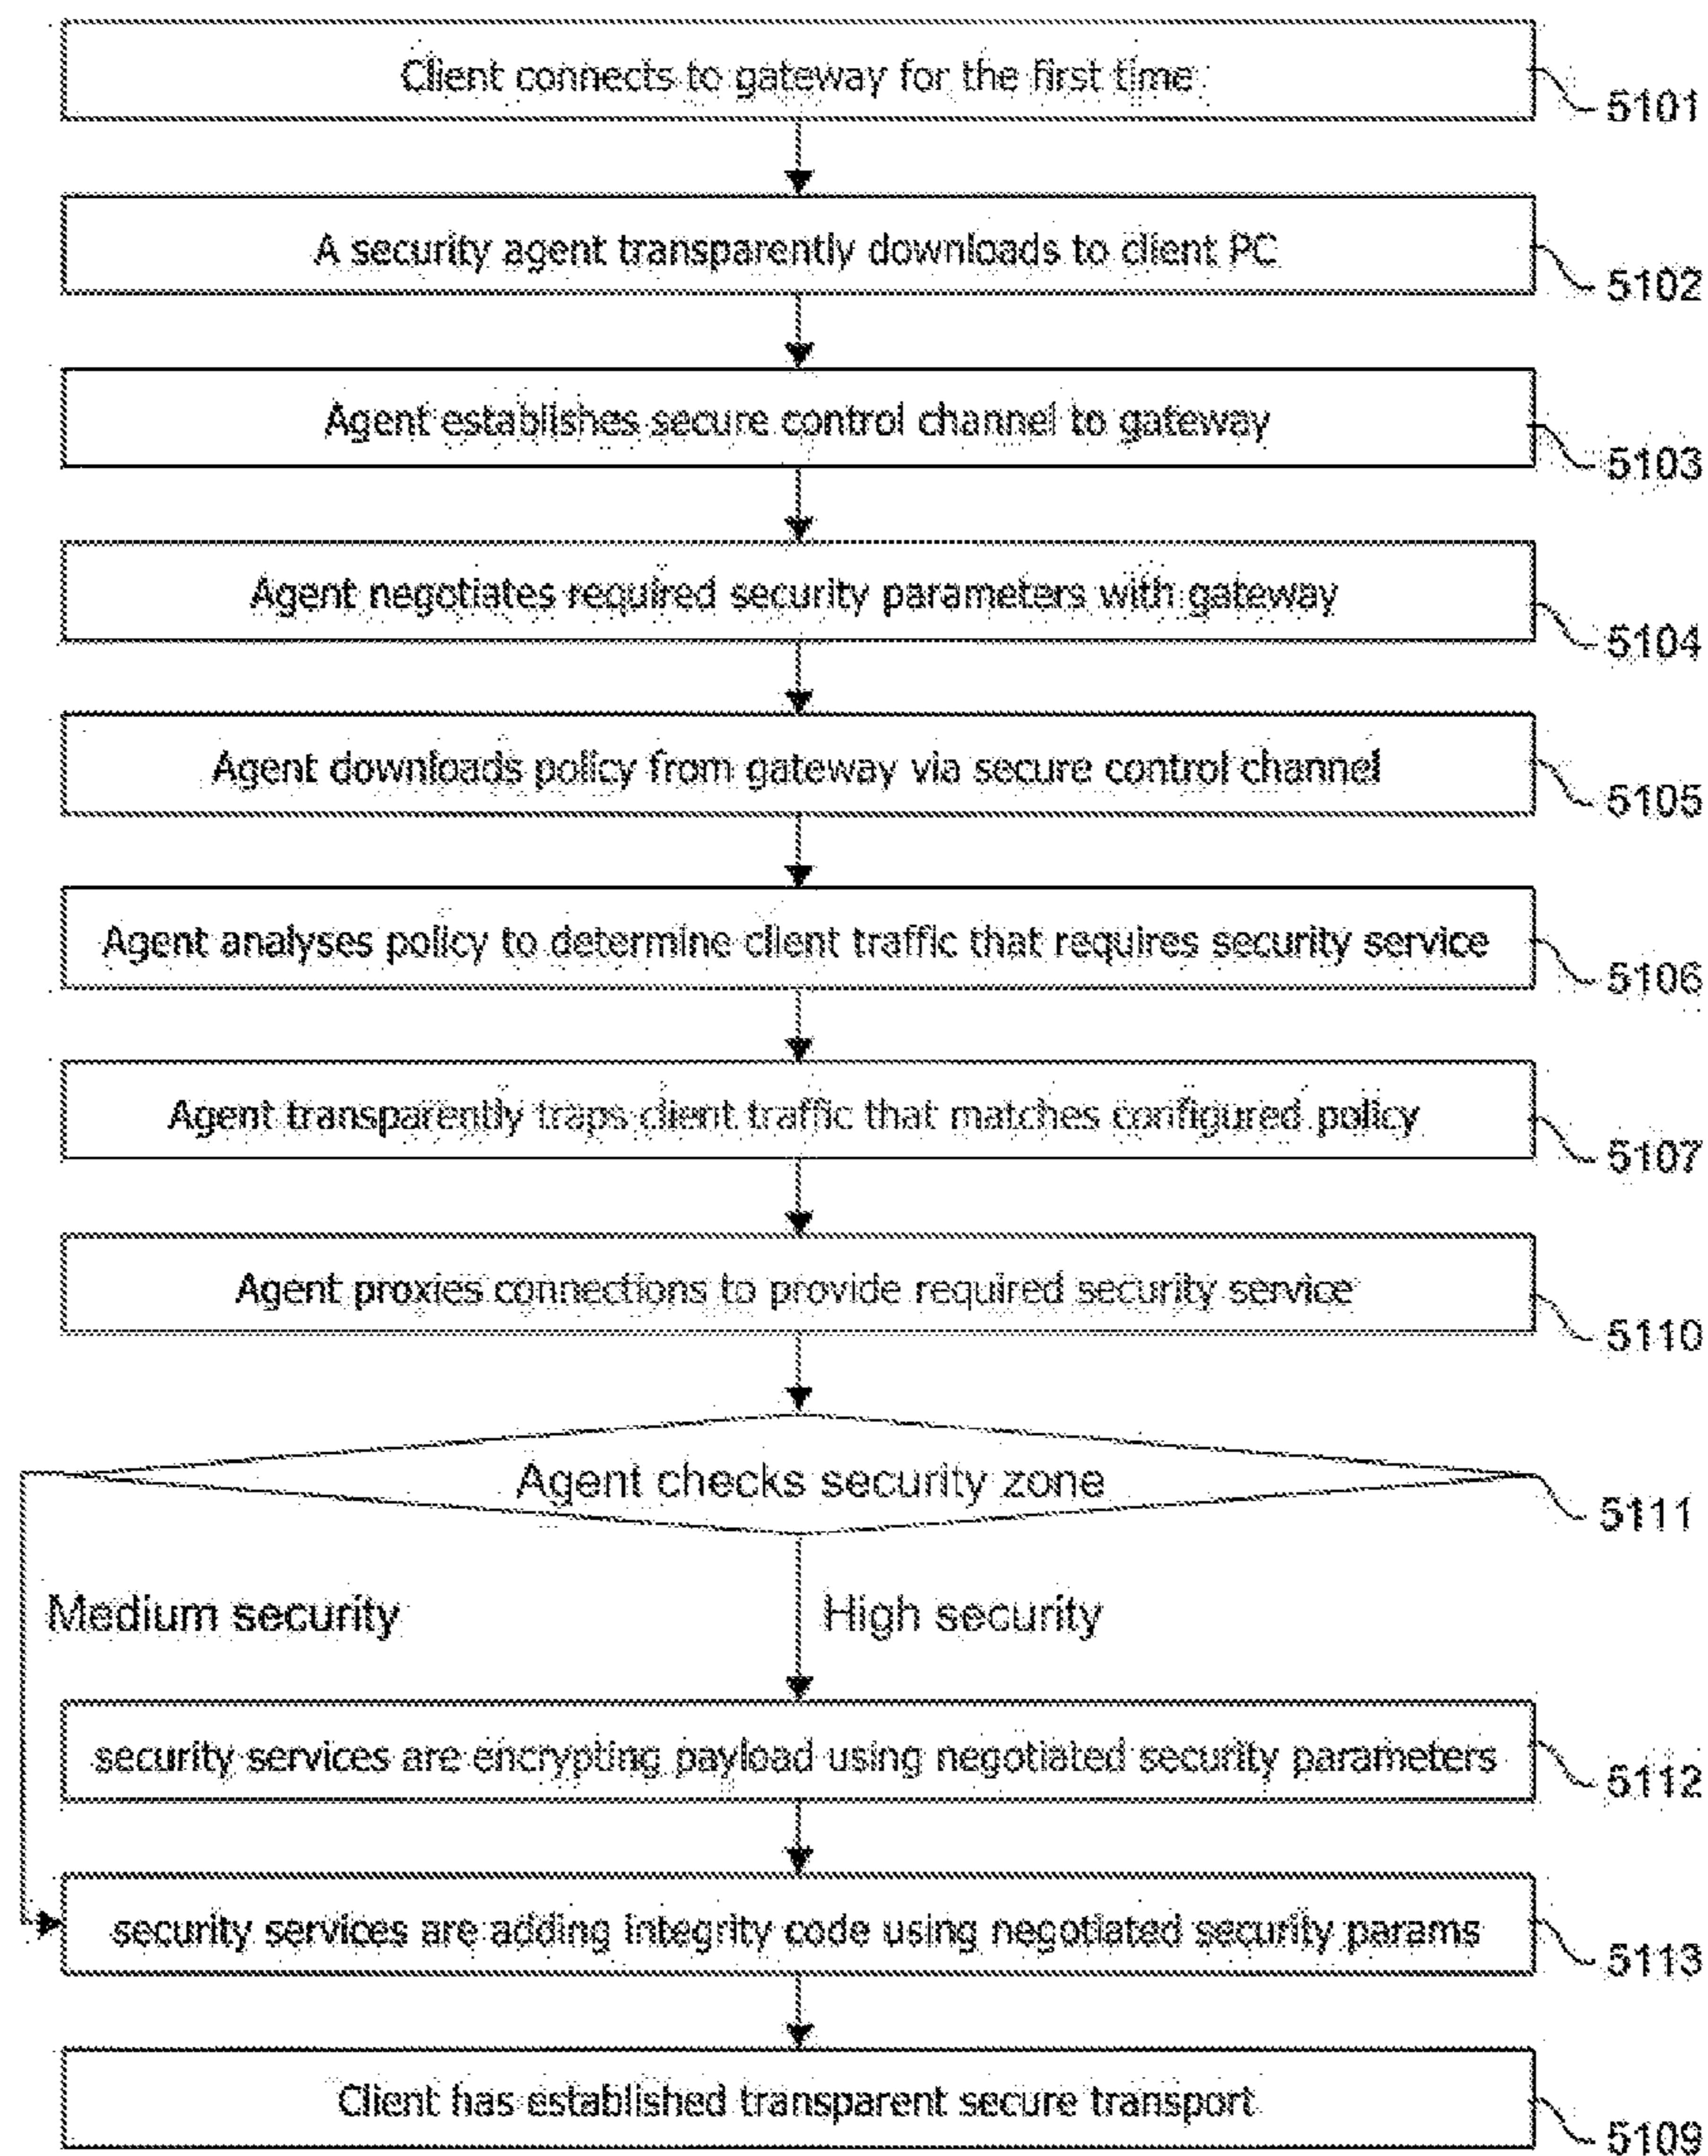 Client connects to gateway for the first time
5101
A security agent transparently downloads to client PC
5102
Agent establishes secure control channel to gateway
5103
Agent negotiates required security parameters with gateway
5104
Agent downloads policy from gateway via secure control channel
5105
Agent analyses policy to determine client traffic that requires security service
5106
Agent transparently traps client traffic that matches configured policy
5107
Agent proxies connections to provide required security service
5110
Agent checks security zone
5111
Medium security
High security
security services are encrypting payload using negotiated security parameters
5112
security services are adding integrity code using negotiated security params
5113
Client has established transparent secure transport
5109